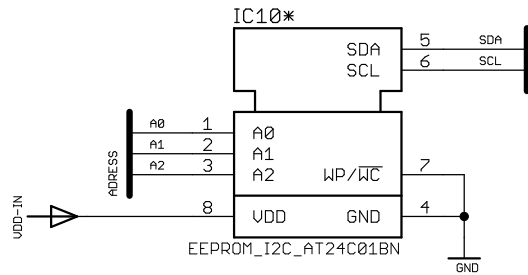 IC10*
SDA 5 SDA
SCL 6 SCL
ADRESS
A0 1 A0
A1 2 A1
A2 3 A2
WP/W̅C̅ 7
VDD-IN
8 VDD
GND 4
EEPROM_I2C_AT24C01BN
GND